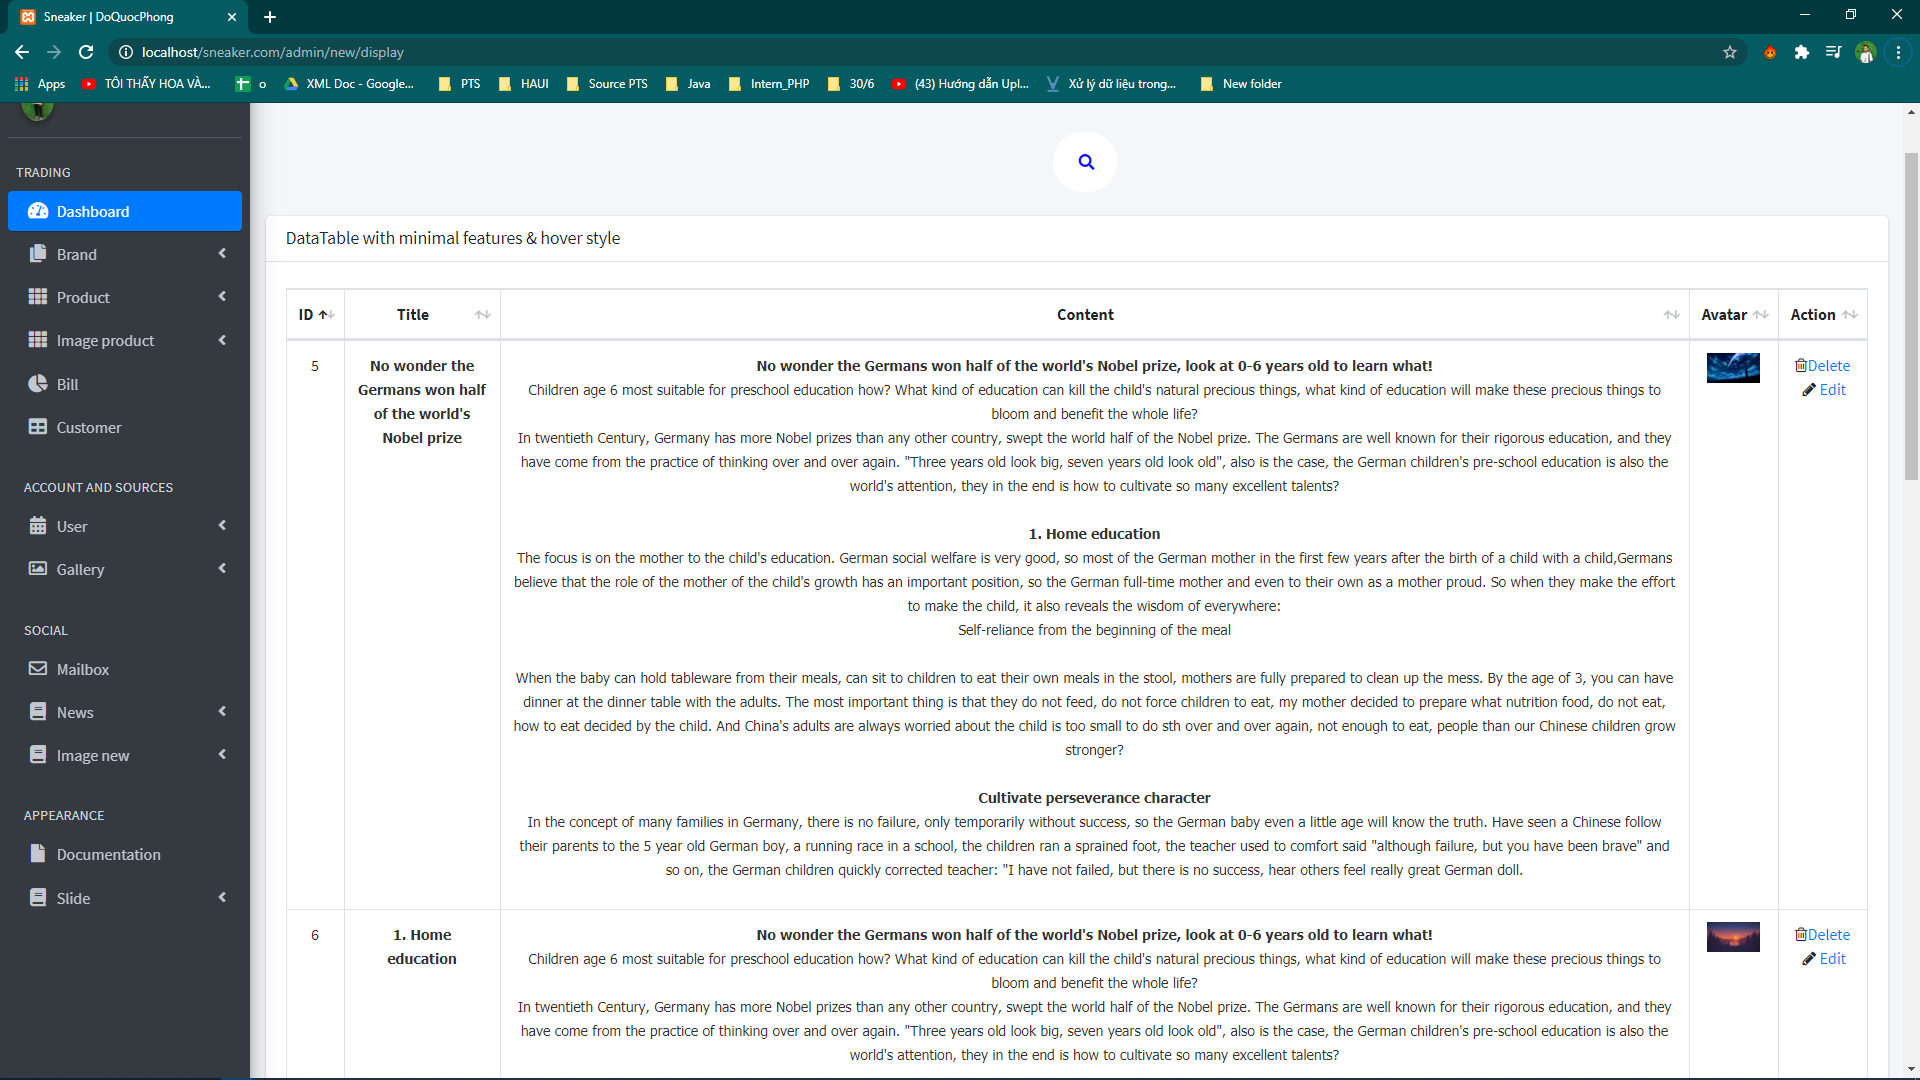 Sneaker | DoQuocPhong
localhost/sneaker.com/admin/new/display
Apps
TÔI THẤY HOA VÀ...
o
XML Doc - Google...
PTS
HAUI
Source PTS
Java
Intern_PHP
30/6
(43) Hướng dẫn Upl...
Xử lý dữ liệu trong...
New folder
TRADING
Dashboard
Brand
Product
Image product
Bill
Customer
ACCOUNT AND SOURCES
User
Gallery
SOCIAL
Mailbox
News
Image new
APPEARANCE
Documentation
Slide
DataTable with minimal features & hover style
ID
Title
Content
Avatar
Action
5
No wonder the
Germans won half
of the world's
Nobel prize
No wonder the Germans won half of the world's Nobel prize, look at 0-6 years old to learn what!
Children age 6 most suitable for preschool education how? What kind of education can kill the child's natural precious things, what kind of education will make these precious things to
bloom and benefit the whole life?
In twentieth Century, Germany has more Nobel prizes than any other country, swept the world half of the Nobel prize. The Germans are well known for their rigorous education, and they
have come from the practice of thinking over and over again. "Three years old look big, seven years old look old", also is the case, the German children's pre-school education is also the
world's attention, they in the end is how to cultivate so many excellent talents?
1. Home education
The focus is on the mother to the child's education. German social welfare is very good, so most of the German mother in the first few years after the birth of a child with a child,Germans
believe that the role of the mother of the child's growth has an important position, so the German full-time mother and even to their own as a mother proud. So when they make the effort
to make the child, it also reveals the wisdom of everywhere:
Self-reliance from the beginning of the meal
When the baby can hold tableware from their meals, can sit to children to eat their own meals in the stool, mothers are fully prepared to clean up the mess. By the age of 3, you can have
dinner at the dinner table with the adults. The most important thing is that they do not feed, do not force children to eat, my mother decided to prepare what nutrition food, do not eat,
how to eat decided by the child. And China's adults are always worried about the child is too small to do sth over and over again, not enough to eat, people than our Chinese children grow
stronger?
Cultivate perseverance character
In the concept of many families in Germany, there is no failure, only temporarily without success, so the German baby even a little age will know the truth. Have seen a Chinese follow
their parents to the 5 year old German boy, a running race in a school, the children ran a sprained foot, the teacher used to comfort said "although failure, but you have been brave" and
so on, the German children quickly corrected teacher: "I have not failed, but there is no success, hear others feel really great German doll.
Delete
Edit
6
1. Home
education
No wonder the Germans won half of the world's Nobel prize, look at 0-6 years old to learn what!
Children age 6 most suitable for preschool education how? What kind of education can kill the child's natural precious things, what kind of education will make these precious things to
bloom and benefit the whole life?
In twentieth Century, Germany has more Nobel prizes than any other country, swept the world half of the Nobel prize. The Germans are well known for their rigorous education, and they
have come from the practice of thinking over and over again. "Three years old look big, seven years old look old", also is the case, the German children's pre-school education is also the
world's attention, they in the end is how to cultivate so many excellent talents?
Delete
Edit